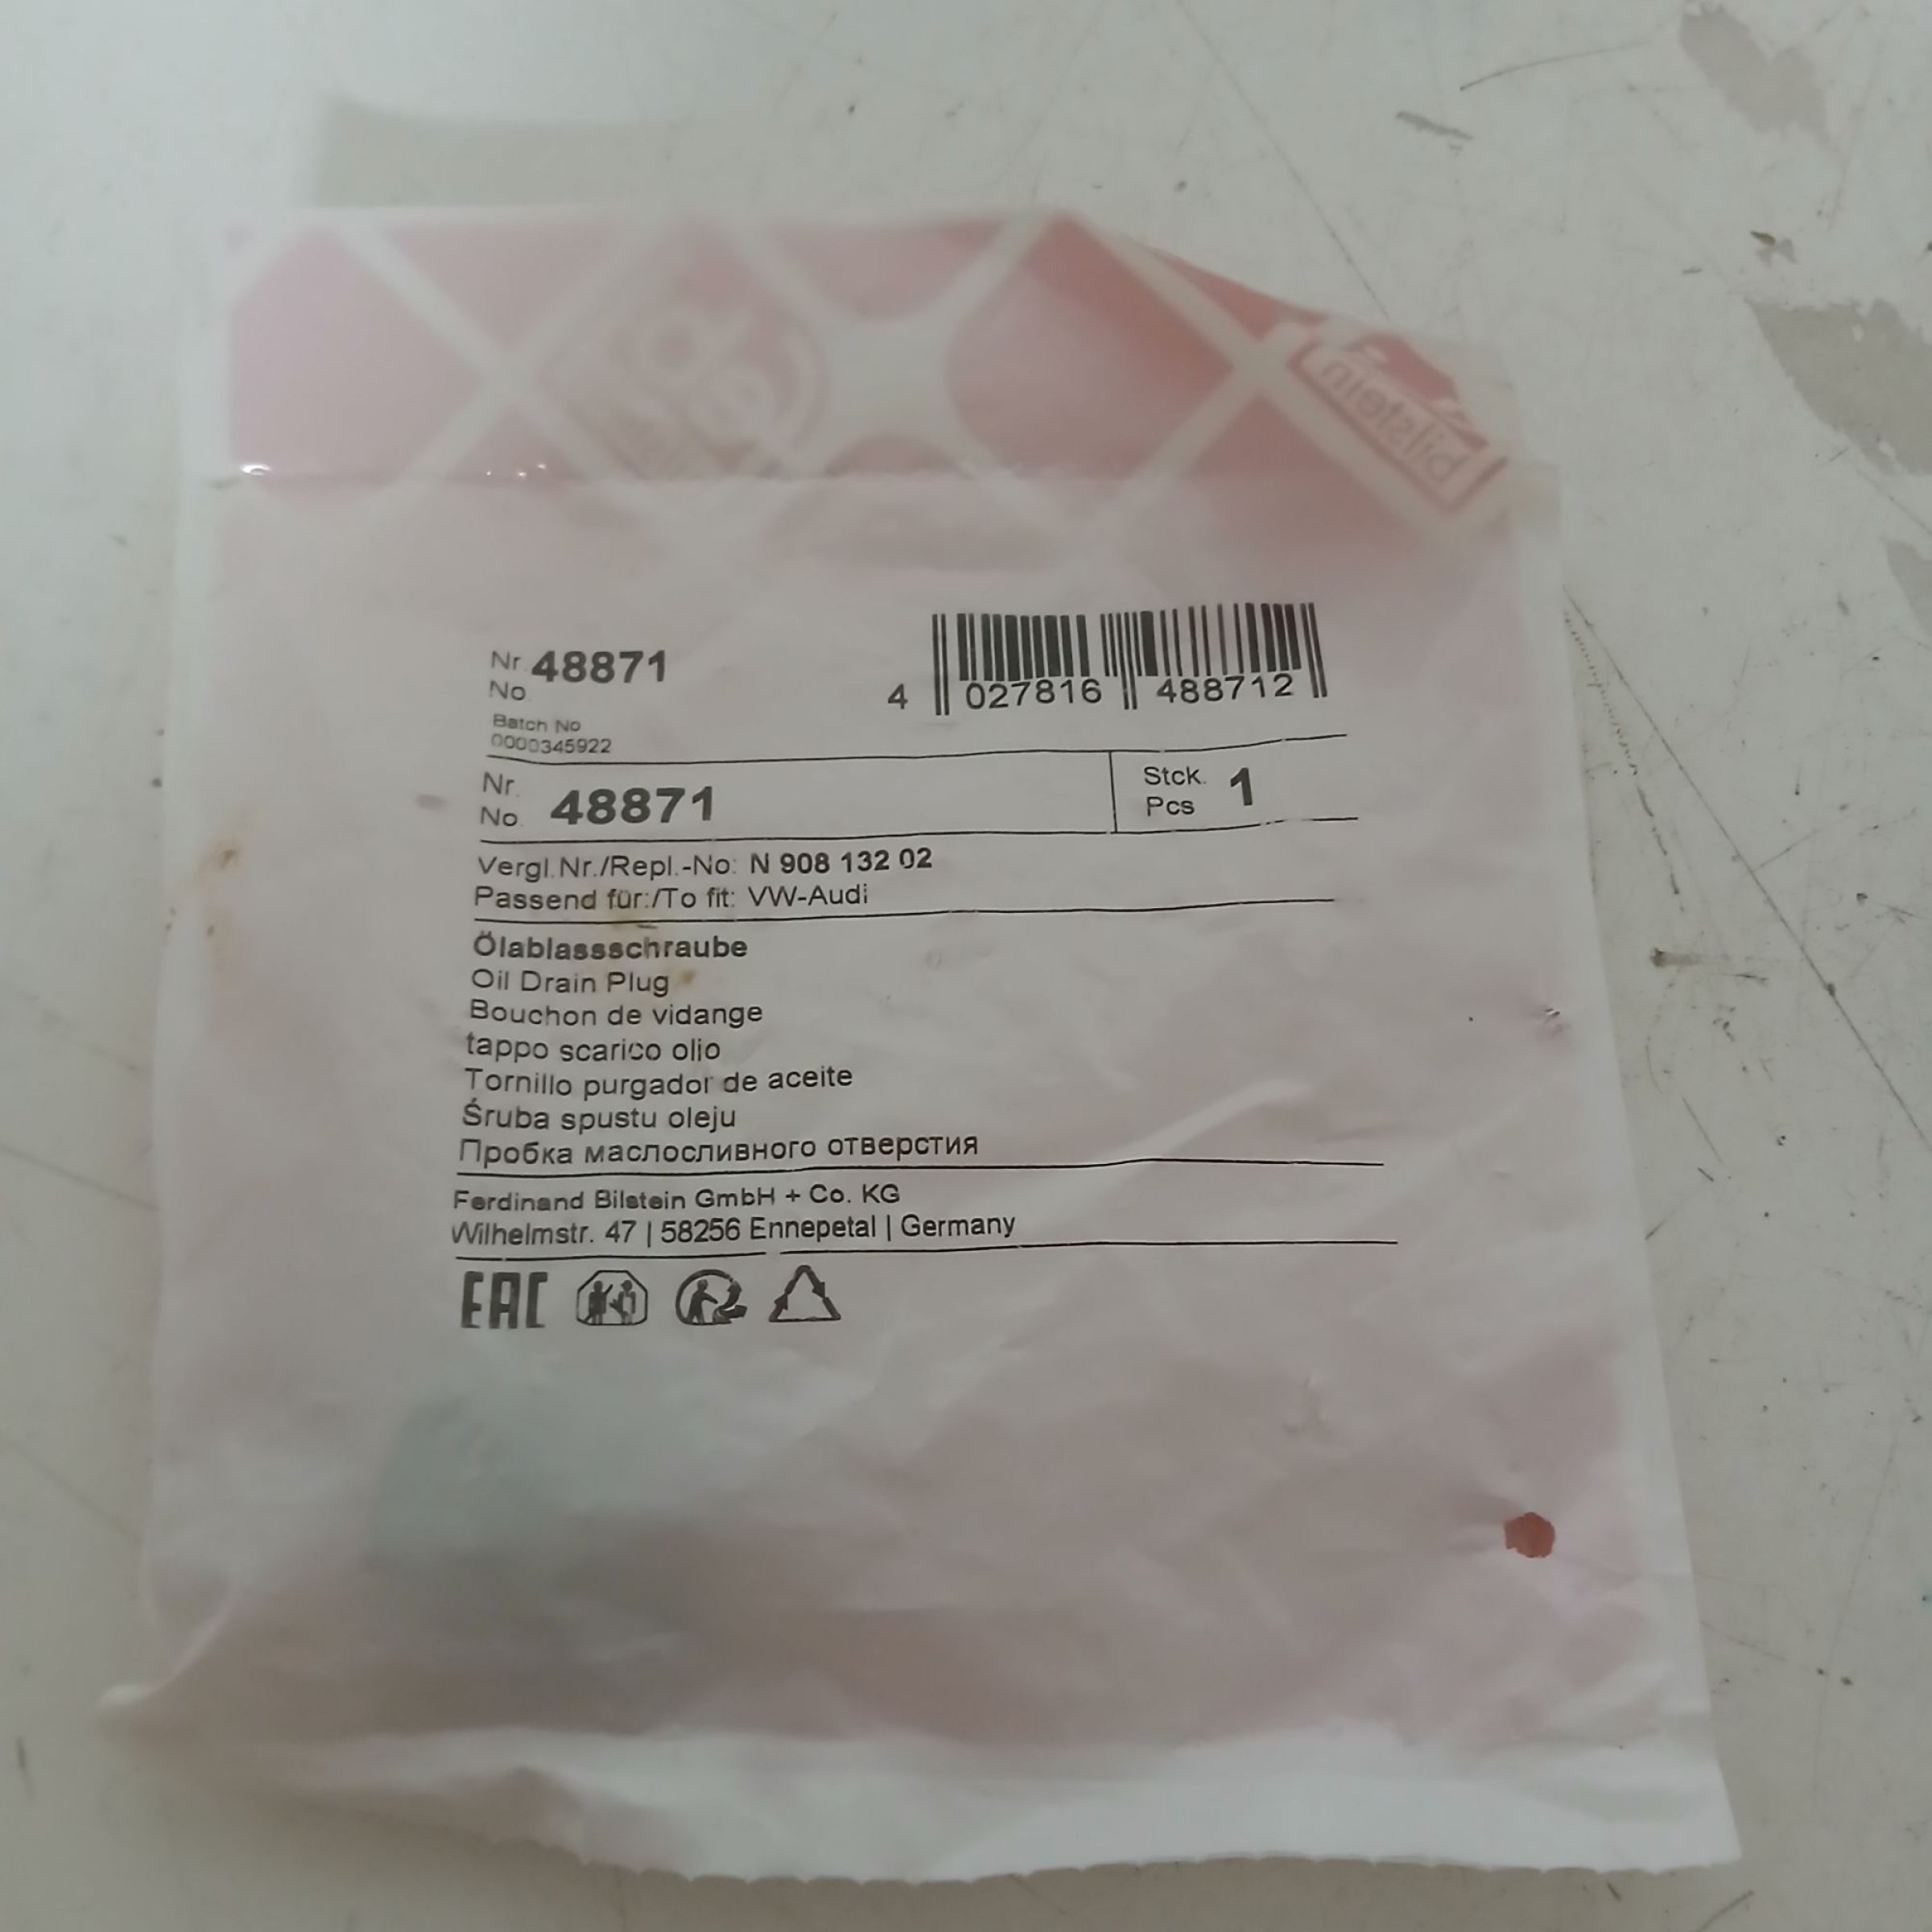 febi
bilstein
Nr. 48871
No.
4 027816 488712
Batch No
0000345922
Nr.
No. 48871
Stck.
Pcs 1
Vergl.Nr./Repl.-No: N 908 132 02
Passend für:/To fit: VW-Audi
Ölablassschraube
Oil Drain Plug
Bouchon de vidange
tappo scarico olio
Tornillo purgador de aceite
Śruba spustu oleju
Пробка маслосливного отверстия
Ferdinand Bilstein GmbH + Co. KG
Wilhelmstr. 47 | 58256 Ennepetal | Germany
EAC